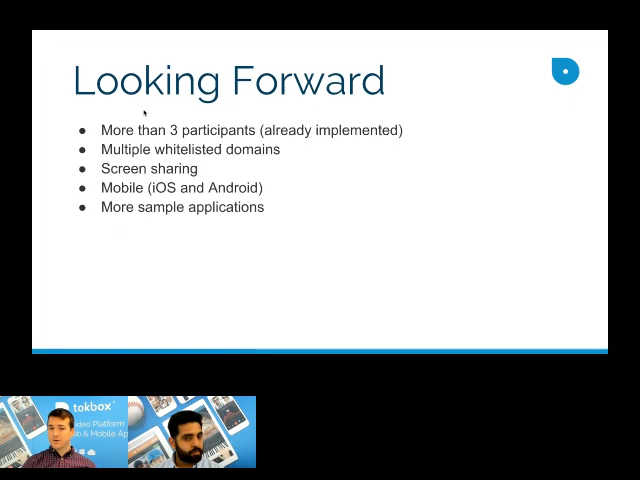 Looking Forward
● More than 3 participants (already implemented)
● Multiple whitelisted domains
● Screen sharing
● Mobile (iOS and Android)
● More sample applications
tokbox
ideo Platform
b & Mobile Ap